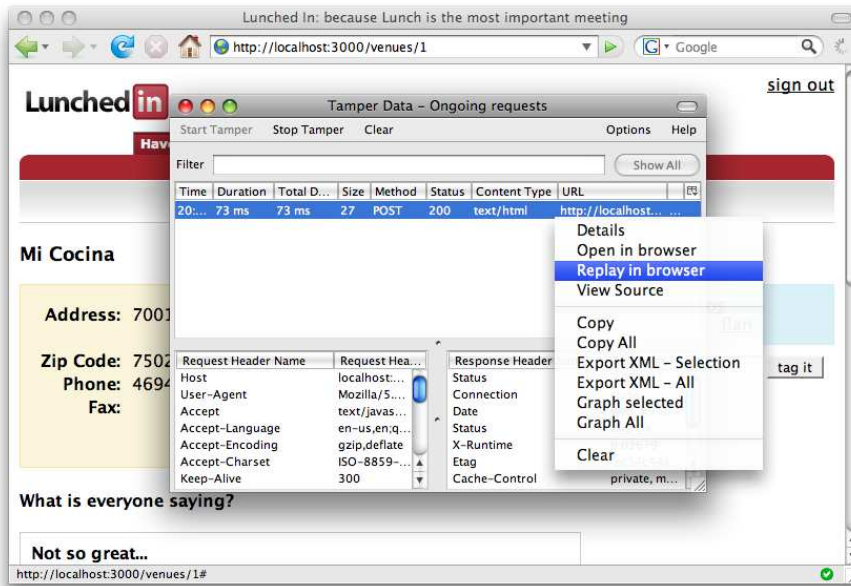 Lunched In: because Lunch is the most important meeting
http://localhost:3000/venues/1
G Google
sign out
Lunched in
Tamper Data – Ongoing requests
Start Tamper Stop Tamper Clear Options Help
Hav
Filter Show All
Time Duration Total D... Size Method Status Content Type URL
20:... 73 ms 73 ms 27 POST 200 text/html http://localhost... ...
Details
Open in browser
Replay in browser
View Source
Copy
Copy All
Export XML – Selection
Export XML – All
Graph selected
Graph All
Clear
Mi Cocina
Address: 7001
Zip Code: 7502
Phone: 4694
Fax:
tag it
Request Header Name Request Hea...
Host localhost:...
User-Agent Mozilla/5....
Accept text/javas...
Accept-Language en-us,en;q...
Accept-Encoding gzip,deflate
Accept-Charset ISO-8859-...
Keep-Alive 300
Response Header
Status
Connection
Date
Status
X-Runtime
Etag
Cache-Control private, m...
What is everyone saying?
Not so great...
http://localhost:3000/venues/1#